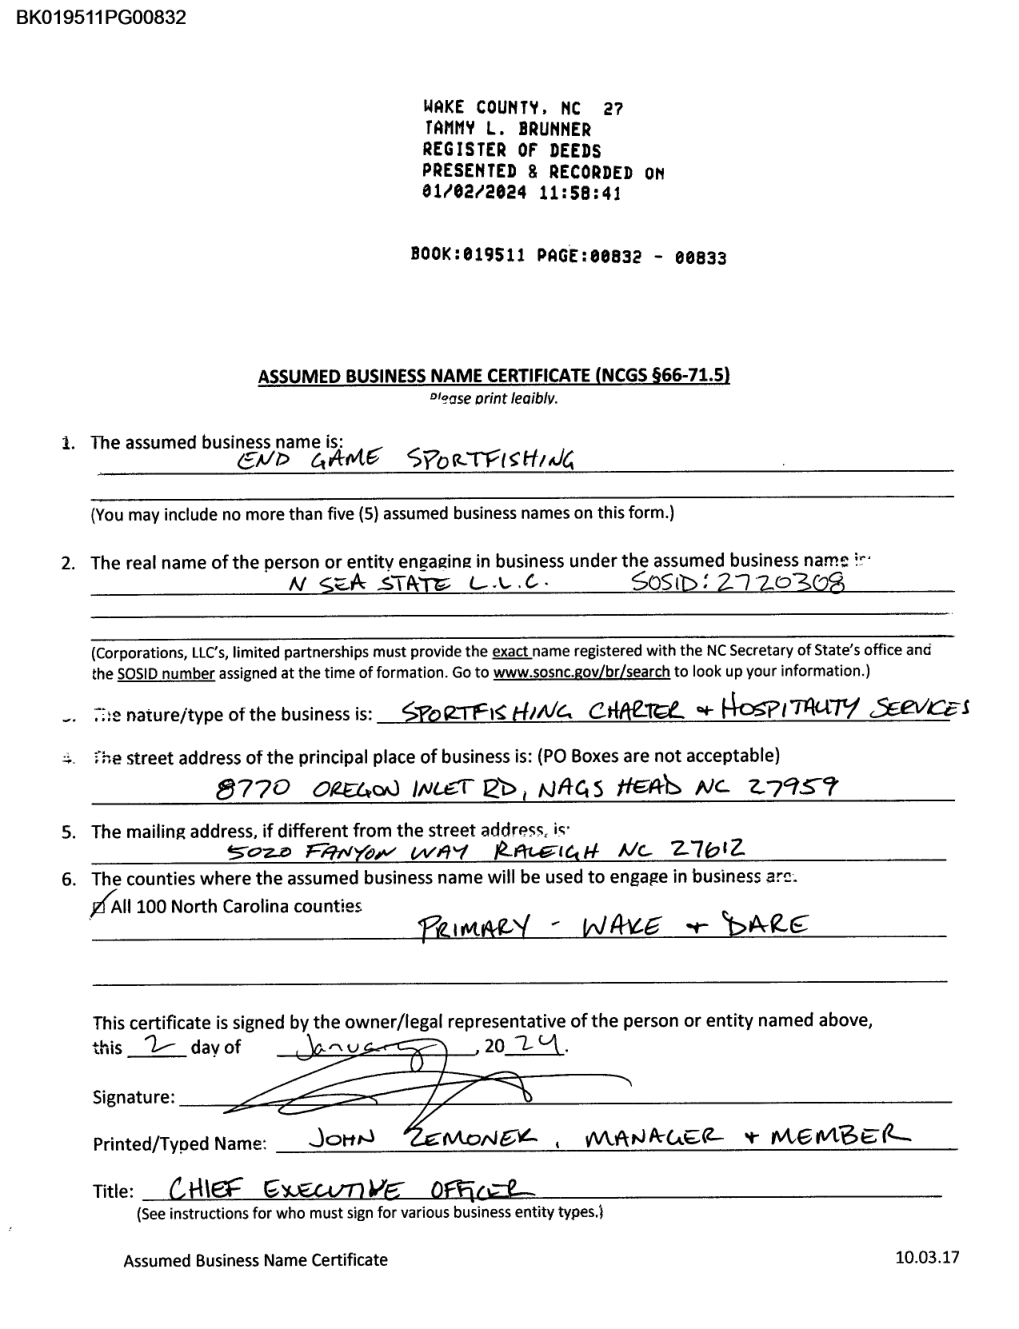 BK019511PG00832
WAKE COUNTY, NC 27
TAMMY L. BRUNNER
REGISTER OF DEEDS
PRESENTED & RECORDED ON
01/02/2024 11:58:41
BOOK:019511 PAGE:00832 - 00833
ASSUMED BUSINESS NAME CERTIFICATE (NCGS §66-71.5)
Please print legibly.
1. The assumed business name is:
END GAME SPORTFISHING
(You may include no more than five (5) assumed business names on this form.)
2. The real name of the person or entity engaging in business under the assumed business name is:
N SEA STATE L.L.C. SOSID: 2720308
(Corporations, LLC's, limited partnerships must provide the exact name registered with the NC Secretary of State's office and
the SOSID number assigned at the time of formation. Go to www.sosnc.gov/br/search to look up your information.)
3. The nature/type of the business is: SPORTFISHING CHARTER + HOSPITALITY SERVICES
4. The street address of the principal place of business is: (PO Boxes are not acceptable)
8770 OREGON INLET RD, NAGS HEAD NC 27959
5. The mailing address, if different from the street address, is:
5020 FANYON WAY RALEIGH NC 27612
6. The counties where the assumed business name will be used to engage in business are:
All 100 North Carolina counties
PRIMARY - WAKE + DARE
This certificate is signed by the owner/legal representative of the person or entity named above,
this 2 day of January, 2024.
Signature:
Printed/Typed Name: JOHN ZEMONEK, MANAGER + MEMBER
Title: CHIEF EXECUTIVE OFFICER
(See instructions for who must sign for various business entity types.)
Assumed Business Name Certificate 10.03.17